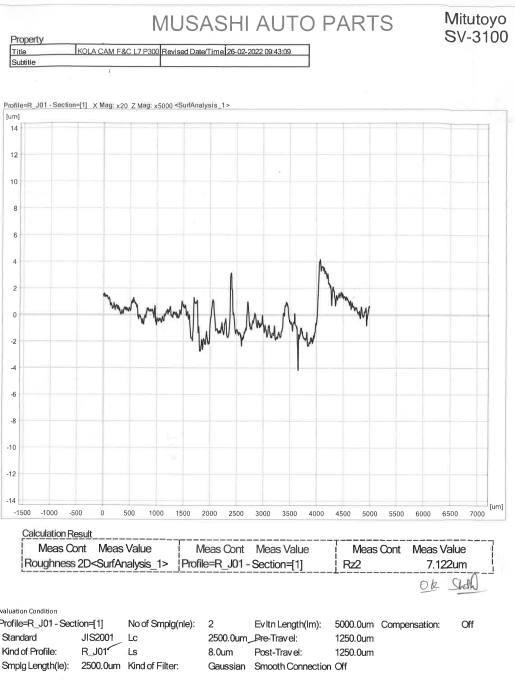 MUSASHI AUTO PARTS
Mitutoyo
SV-3100
Property
Title KOLA CAM F&C L7 P300 Revised Date/Time 26-02-2022 09:43:09
Subtitle
Profile=R_J01 - Section=[1] X Mag: x20 Z Mag: x5000 <SurfAnalysis_1>
[um]
14
12
10
8
6
4
2
0
-2
-4
-6
-8
-10
-12
-14
-1500 -1000 -500 0 500 1000 1500 2000 2500 3000 3500 4000 4500 5000 5500 6000 6500 7000 [um]
Calculation Result
Meas Cont Meas Value Meas Cont Meas Value Meas Cont Meas Value
Roughness 2D<SurfAnalysis_1> Profile=R_J01 - Section=[1] Rz2 7.122um
OK
valuation Condition
Profile=R_J01 - Section=[1] No of Smplg(nle): 2 Evltn Length(lm): 5000.0um Compensation: Off
Standard JIS2001 Lc 2500.0um Pre-Travel: 1250.0um
Kind of Profile: R_J01 Ls 8.0um Post-Travel: 1250.0um
Smplg Length(le): 2500.0um Kind of Filter: Gaussian Smooth Connection Off